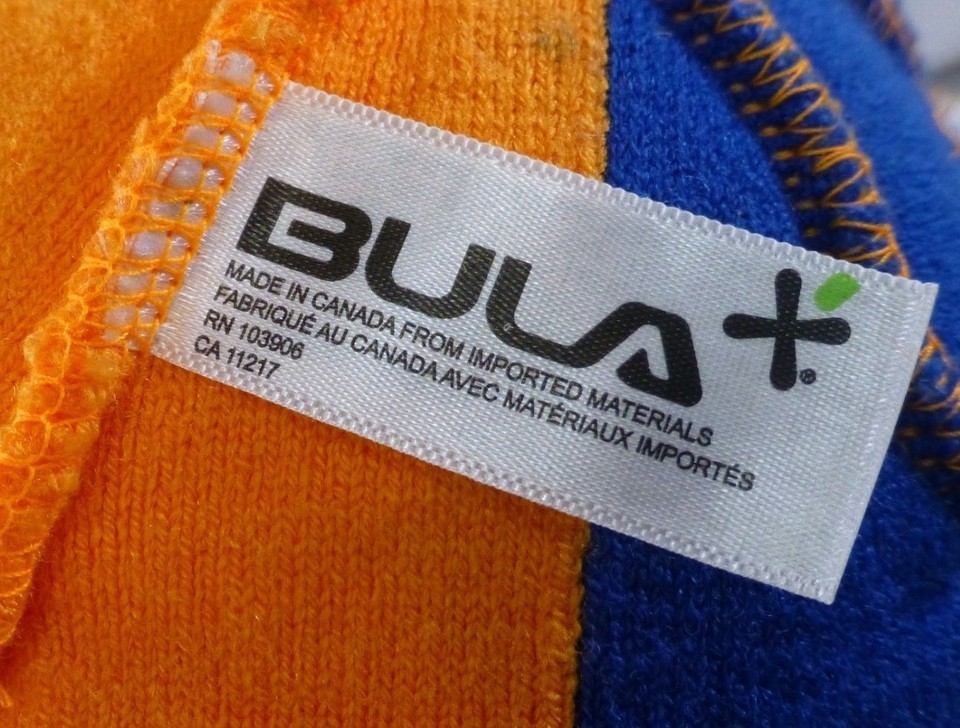 BULA
®
MADE IN CANADA FROM IMPORTED MATERIALS
FABRIQUÉ AU CANADA AVEC MATÉRIAUX IMPORTÉS
RN 103906
CA 11217